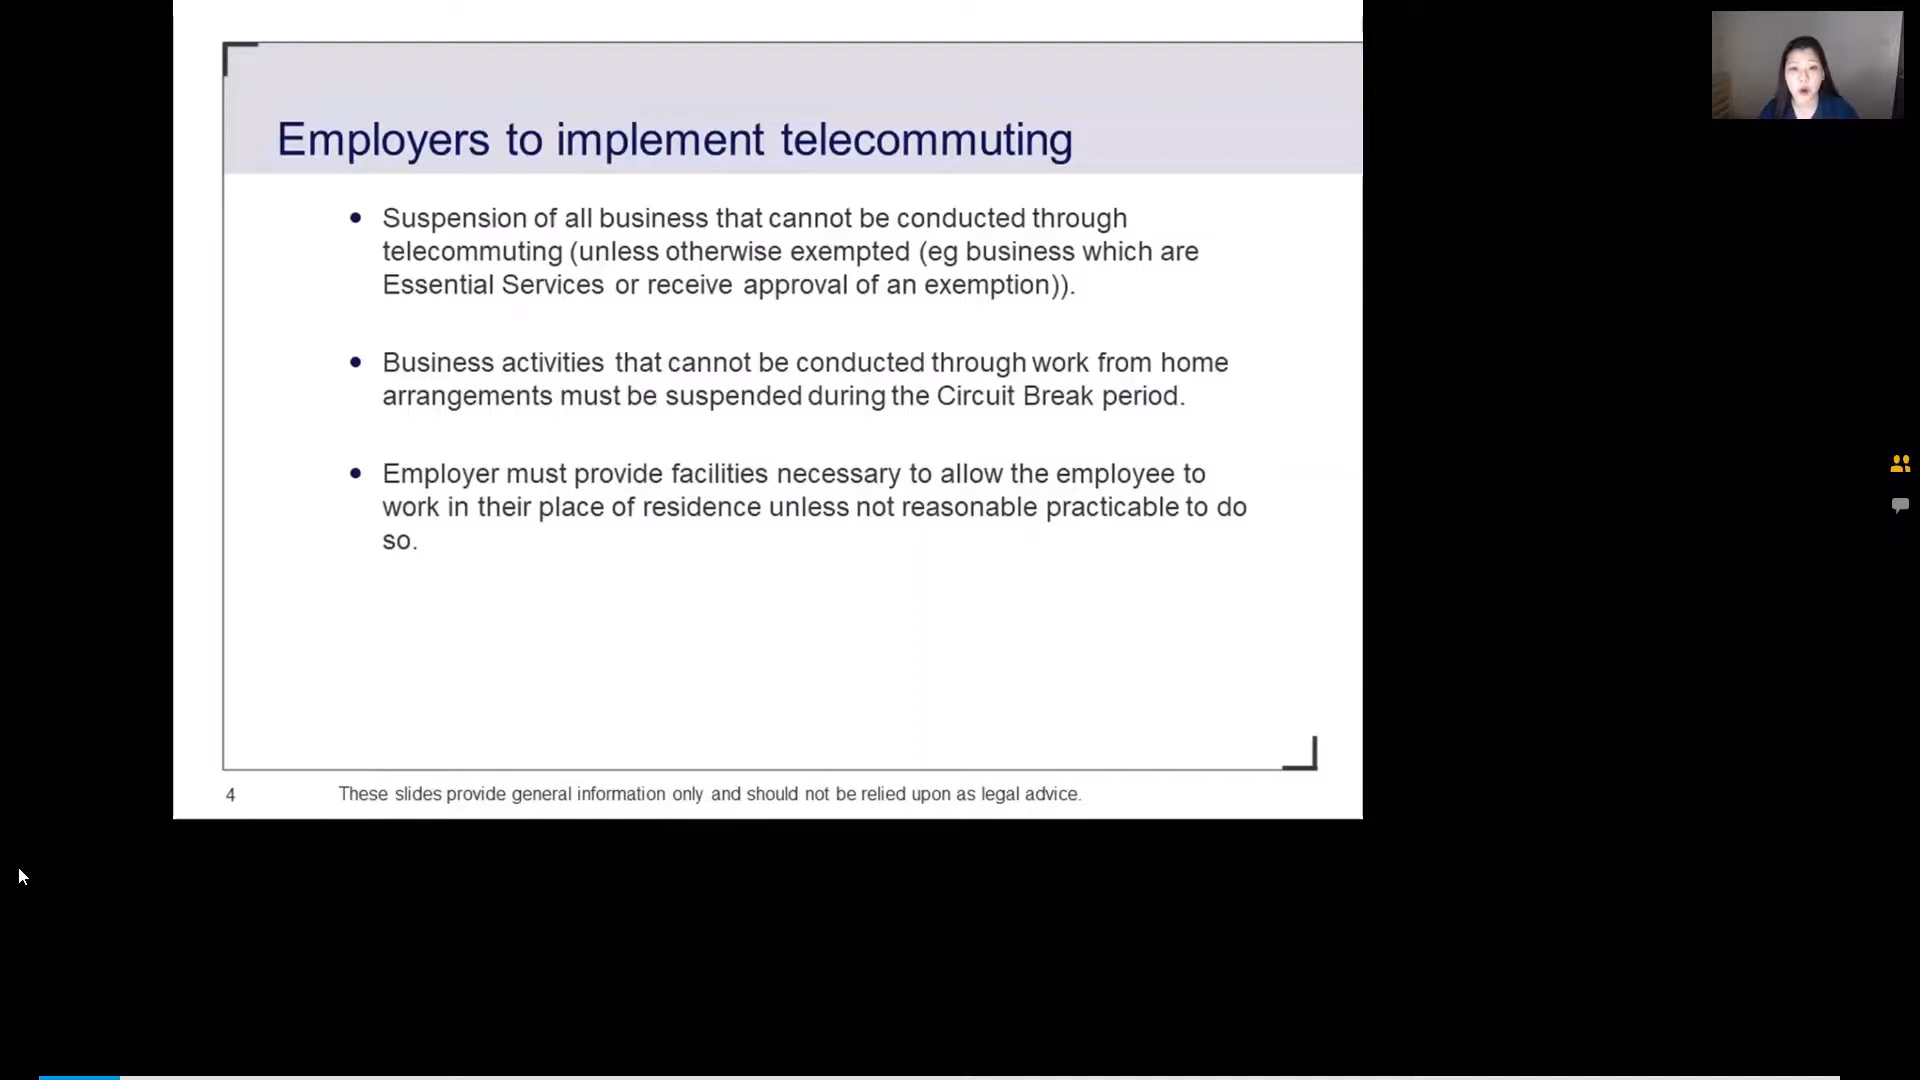 Employers to implement telecommuting
Suspension of all business that cannot be conducted through
telecommuting (unless otherwise exempted (eg business which are
Essential Services or receive approval of an exemption)).
Business activities that cannot be conducted through work from home
arrangements must be suspended during the Circuit Break period.
Employer must provide facilities necessary to allow the employee to
work in their place of residence unless not reasonable practicable to do
so.
4
These slides provide general information only and should not be relied upon as legal advice.